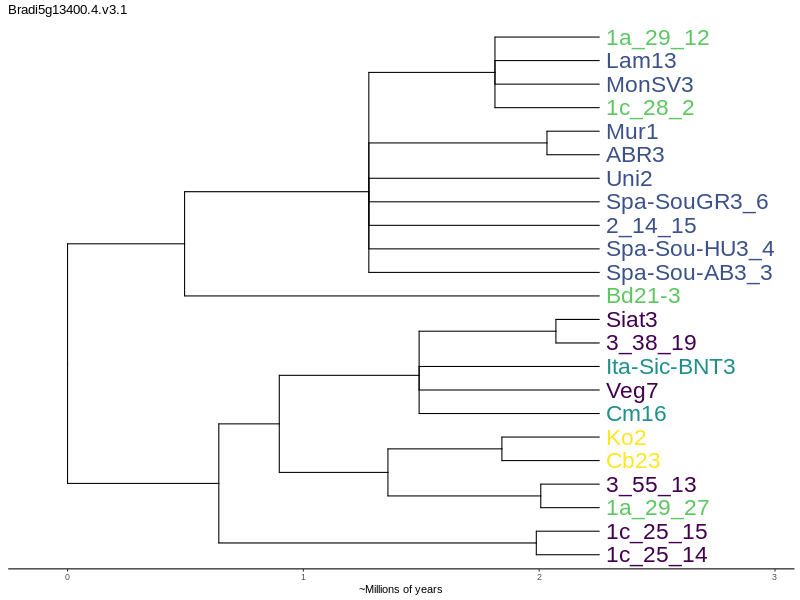 Bradi5g13400.4.v3.1
1a_29_12
Lam13
MonSV3
1c_28_2
Mur1
ABR3
Uni2
Spa-SouGR3_6
2_14_15
Spa-Sou-HU3_4
Spa-Sou-AB3_3
Bd21-3
Siat3
3_38_19
Ita-Sic-BNT3
Veg7
Cm16
Ko2
Cb23
3_55_13
1a_29_27
1c_25_15
1c_25_14
0 1 2 3
~Millions of years